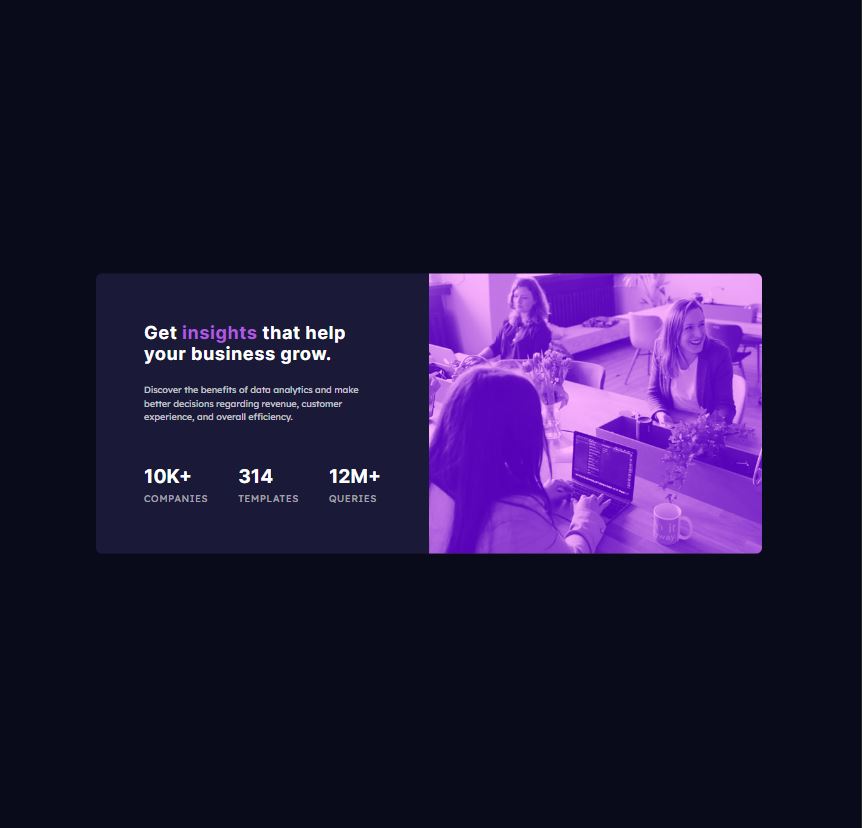 Get insights that help
your business grow.
Discover the benefits of data analytics and make
better decisions regarding revenue, customer
experience, and overall efficiency.
10K+ 314 12M+
COMPANIES TEMPLATES QUERIES